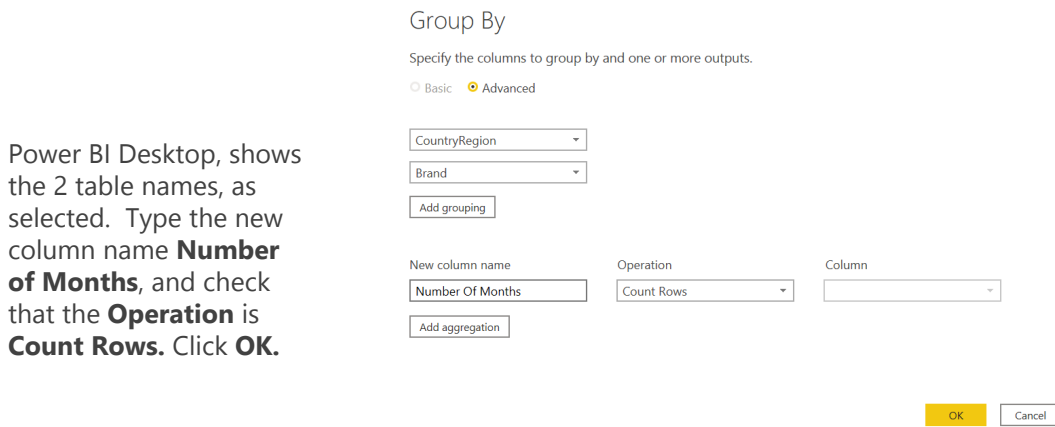 Group By
Specify the columns to group by and one or more outputs.
Basic Advanced
CountryRegion
Brand
Add grouping
New column name Operation Column
Number Of Months Count Rows
Add aggregation
OK Cancel
Power BI Desktop, shows
the 2 table names, as
selected. Type the new
column name Number
of Months, and check
that the Operation is
Count Rows. Click OK.